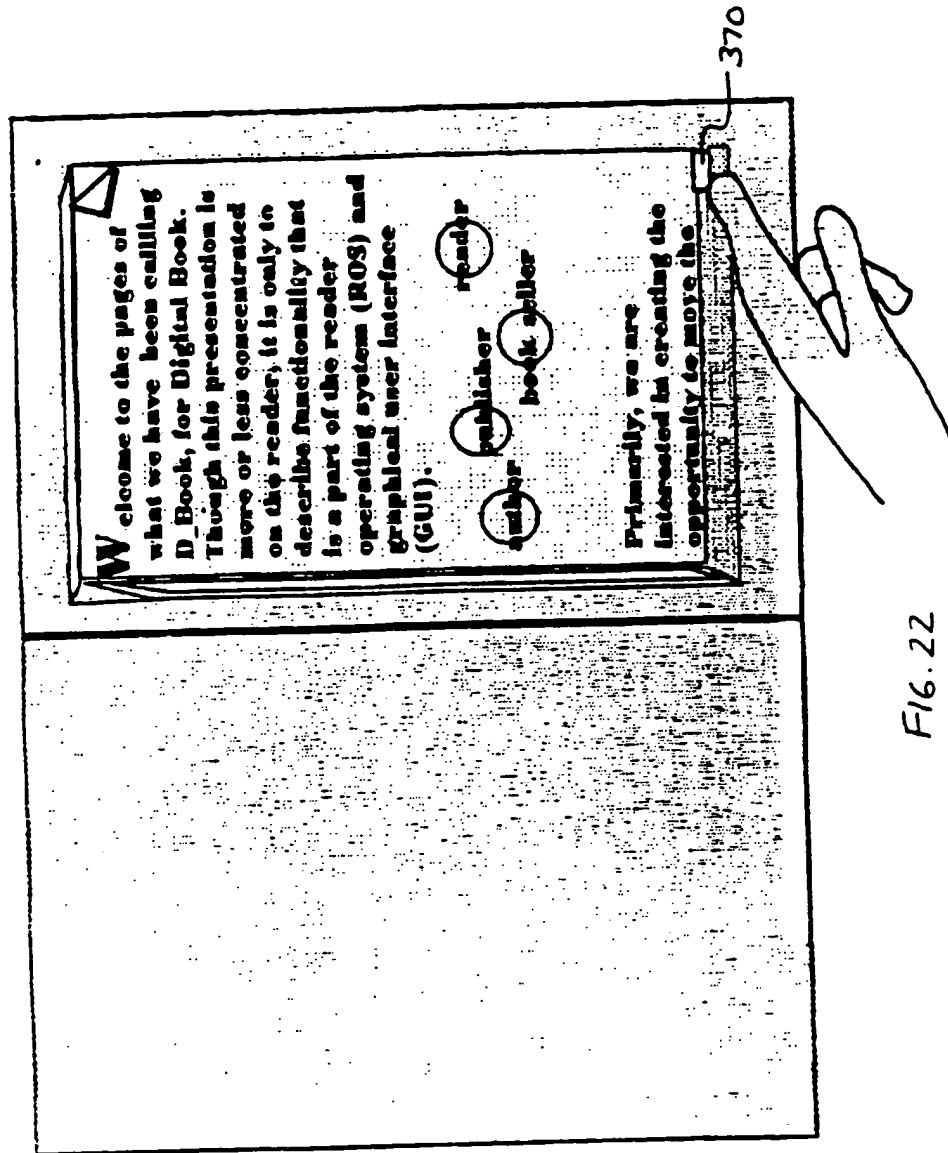 Welcome to the pages of
what we have been callling
D_Book, for Digital Book.
Though this presentation is
more or less concentrated
on the reader, it is only to
describe functionality that
is a part of the reader
operating system (ROS) and
graphical user interface
(GUI).
author publisher book seller reader
Primarily, we are
interested in creating the
opportunity to move the
370
FIG. 22